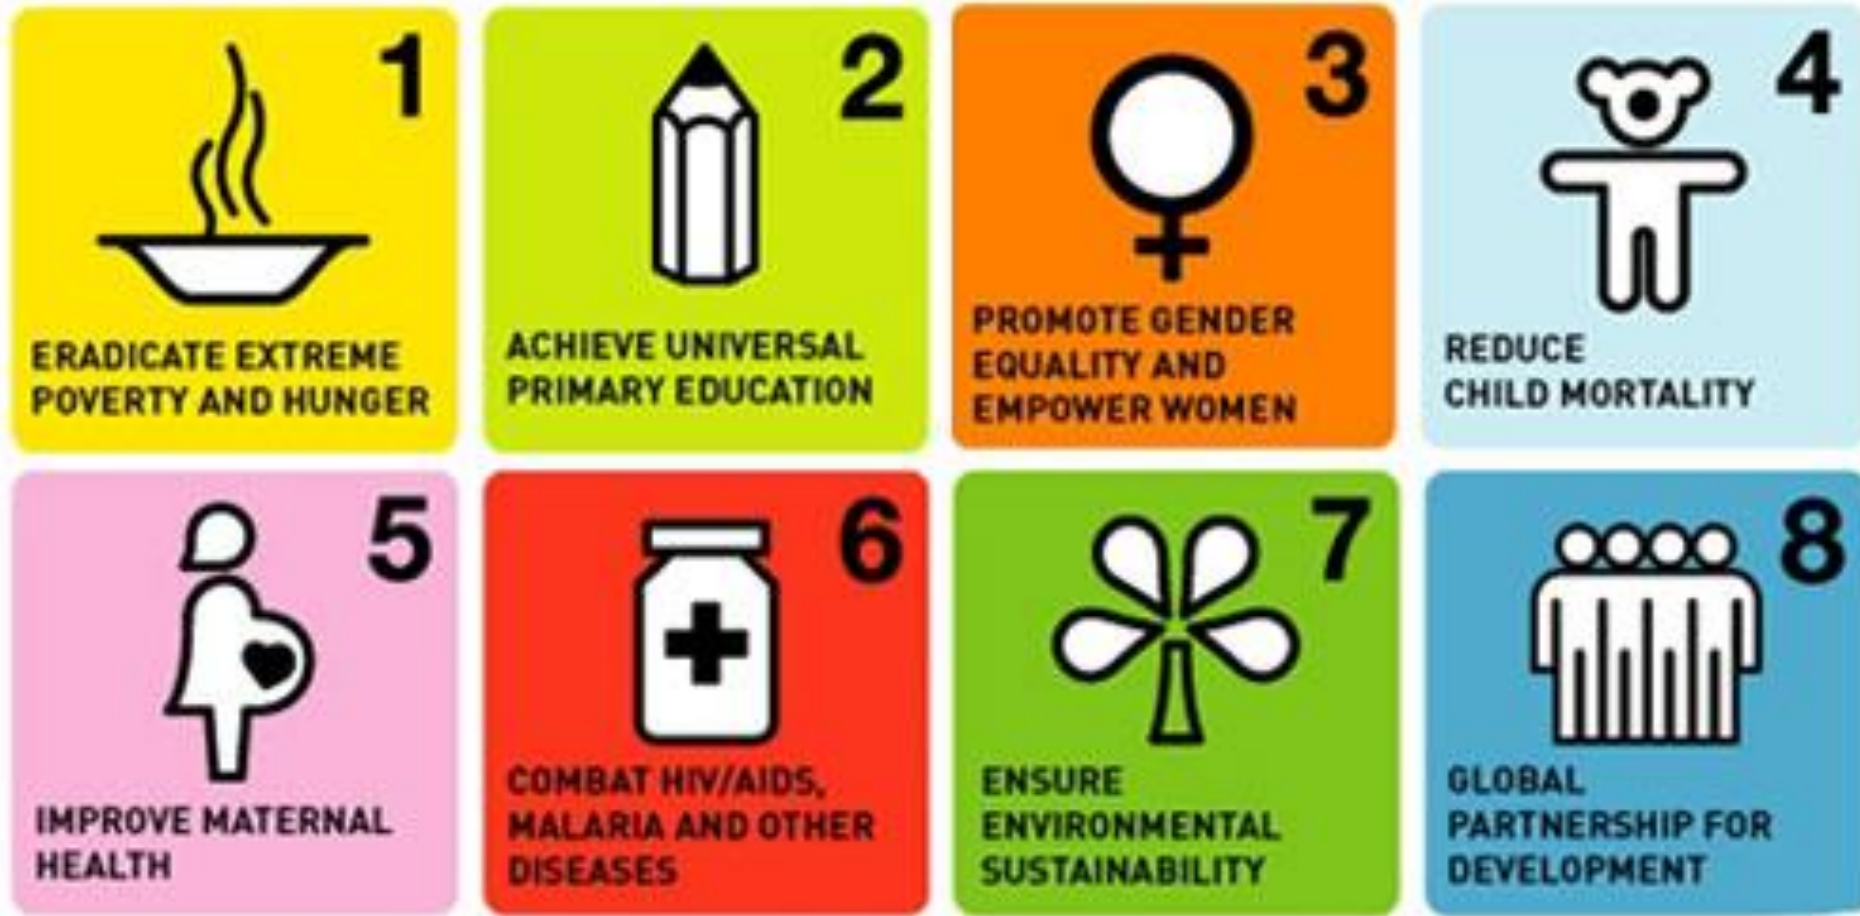 1
ERADICATE EXTREME
POVERTY AND HUNGER
2
ACHIEVE UNIVERSAL
PRIMARY EDUCATION
3
PROMOTE GENDER
EQUALITY AND
EMPOWER WOMEN
4
REDUCE
CHILD MORTALITY
5
IMPROVE MATERNAL
HEALTH
6
COMBAT HIV/AIDS,
MALARIA AND OTHER
DISEASES
7
ENSURE
ENVIRONMENTAL
SUSTAINABILITY
8
GLOBAL
PARTNERSHIP FOR
DEVELOPMENT